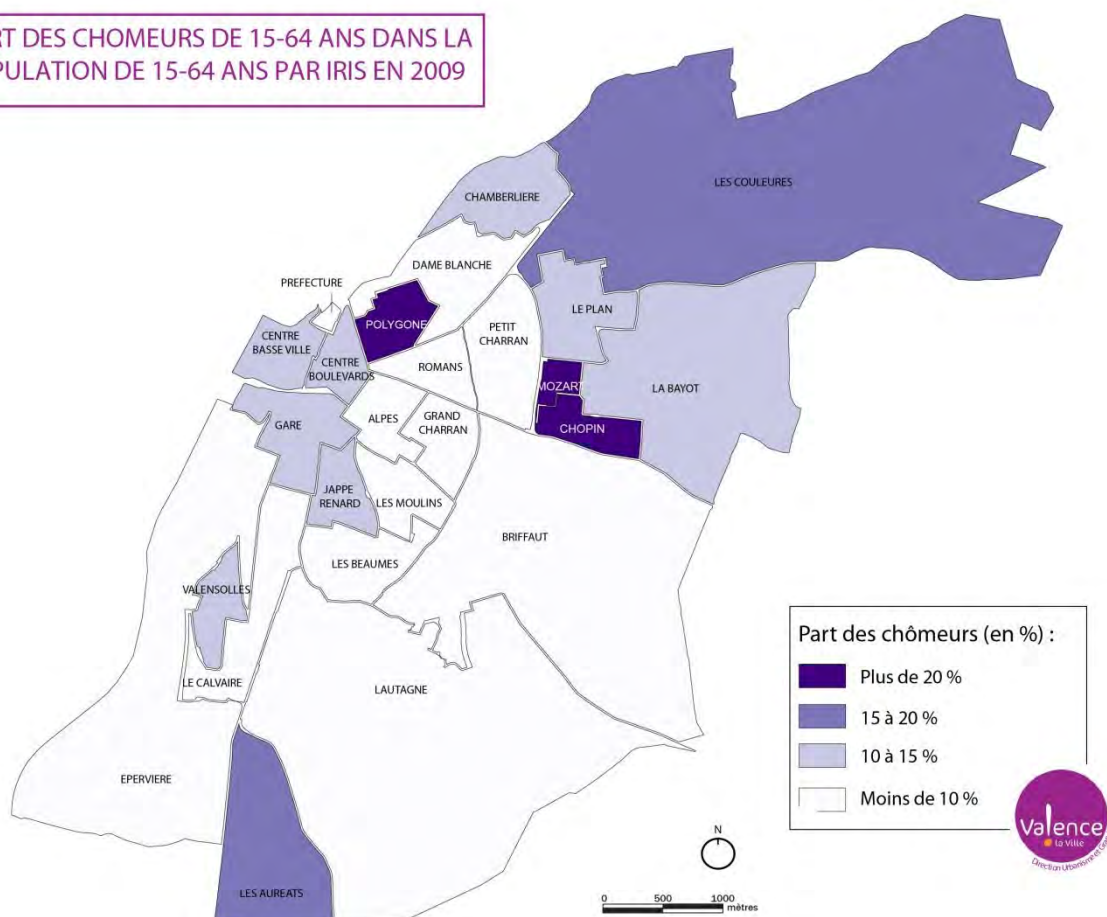 RT DES CHOMEURS DE 15-64 ANS DANS LA
PULATION DE 15-64 ANS PAR IRIS EN 2009
LES COULEURES
CHAMBERLIERE
DAME BLANCHE
PREFECTURE
LE PLAN
POLYGONE
PETIT
CHARRAN
CENTRE
BASSE VILLE
CENTRE
BOULEVARDS
ROMANS
MOZART
LA BAYOT
GARE
ALPES
GRAND
CHARRAN
CHOPIN
JAPPE
RENARD
LES MOULINS
BRIFFAUT
LES BEAUMES
VALENSOLLES
LE CALVAIRE
LAUTAGNE
EPERVIERE
LES AUREATS
Part des chômeurs (en %) :
Plus de 20 %
15 à 20 %
10 à 15 %
Moins de 10 %
Valence
la ville
Direction Urbanisme et
N
0 500 1000
mètres